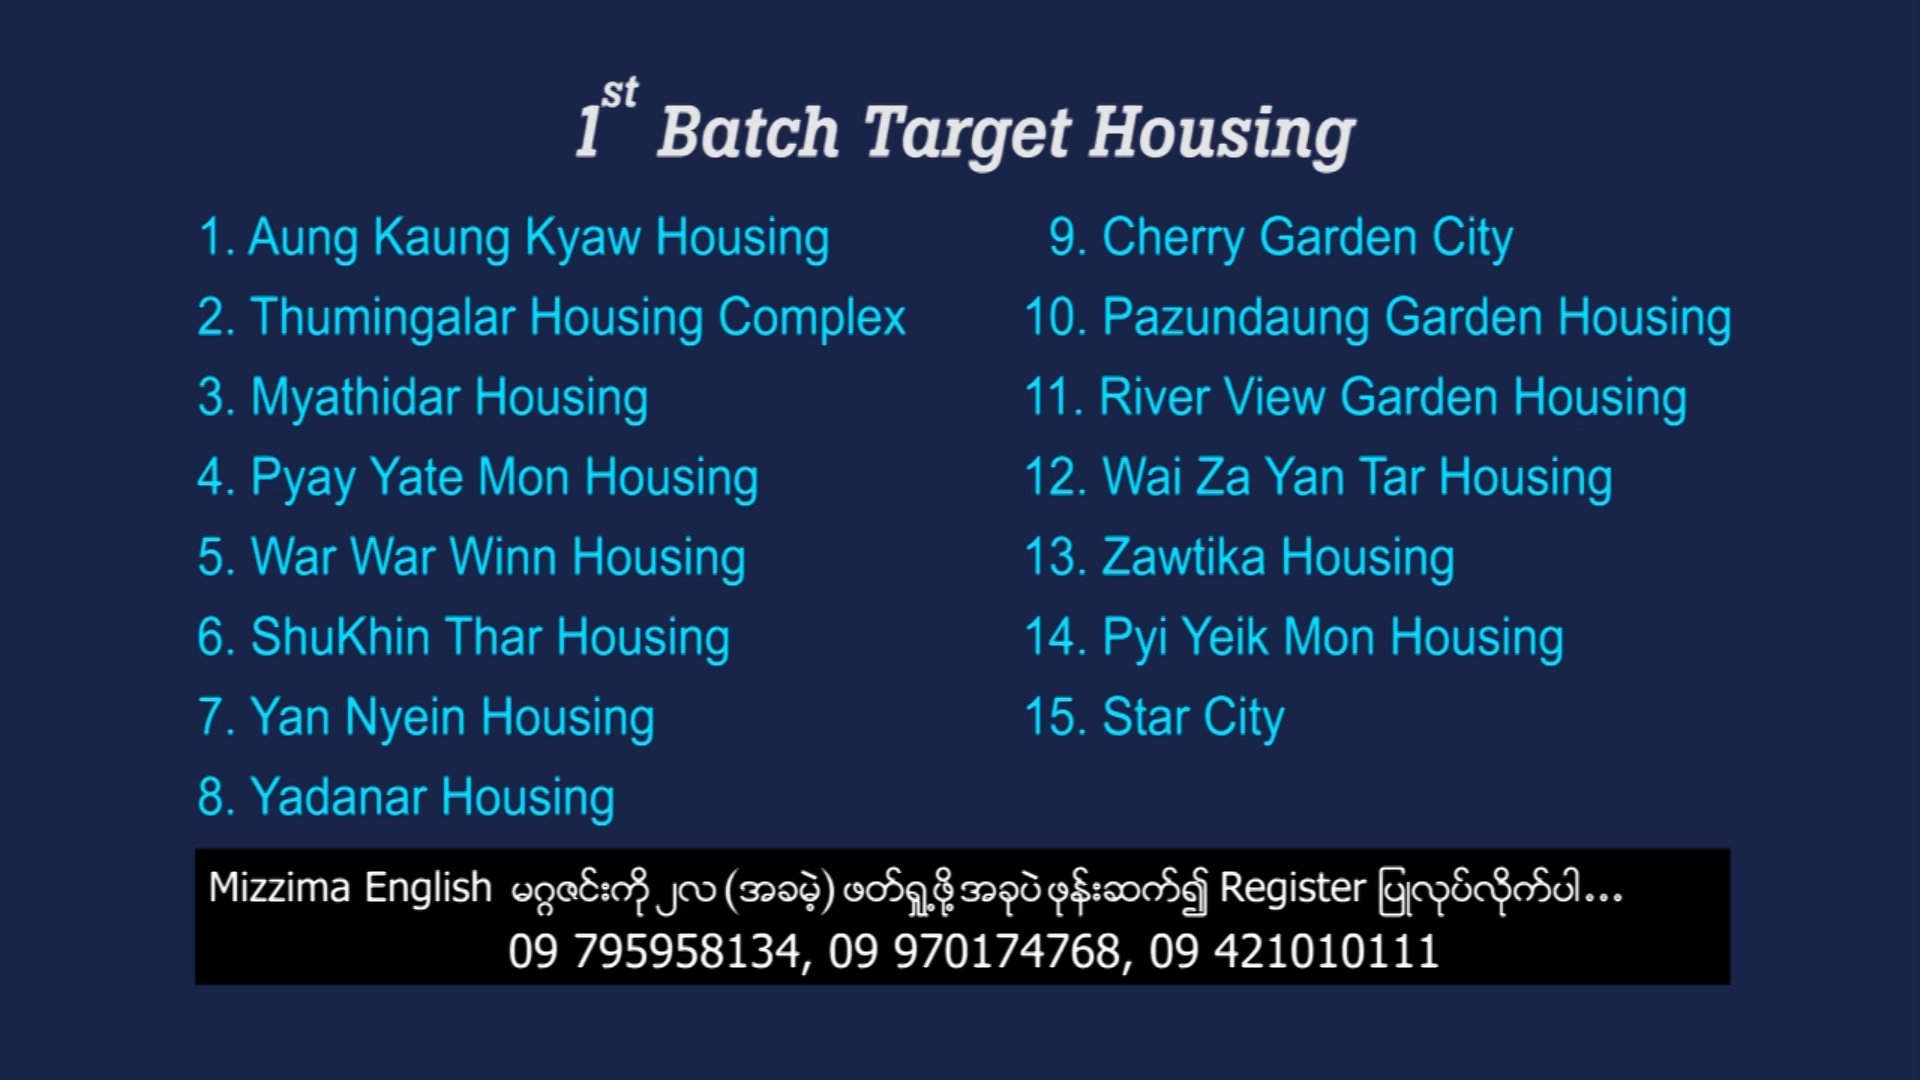 1st Batch Target Housing
1. Aung Kaung Kyaw Housing
2. Thumingalar Housing Complex
3. Myathidar Housing
4. Pyay Yate Mon Housing
5. War War Winn Housing
6. ShuKhin Thar Housing
7. Yan Nyein Housing
8. Yadanar Housing
9. Cherry Garden City
10. Pazundaung Garden Housing
11. River View Garden Housing
12. Wai Za Yan Tar Housing
13. Zawtika Housing
14. Pyi Yeik Mon Housing
15. Star City
Mizzima English မဂ္ဂဇင်းကို ၂လ (အခမဲ့) ဖတ်ရှု့ဖို့ အခုပဲ ဖုန်းဆက်၍ Register ပြုလုပ်လိုက်ပါ...
09 795958134, 09 970174768, 09 421010111